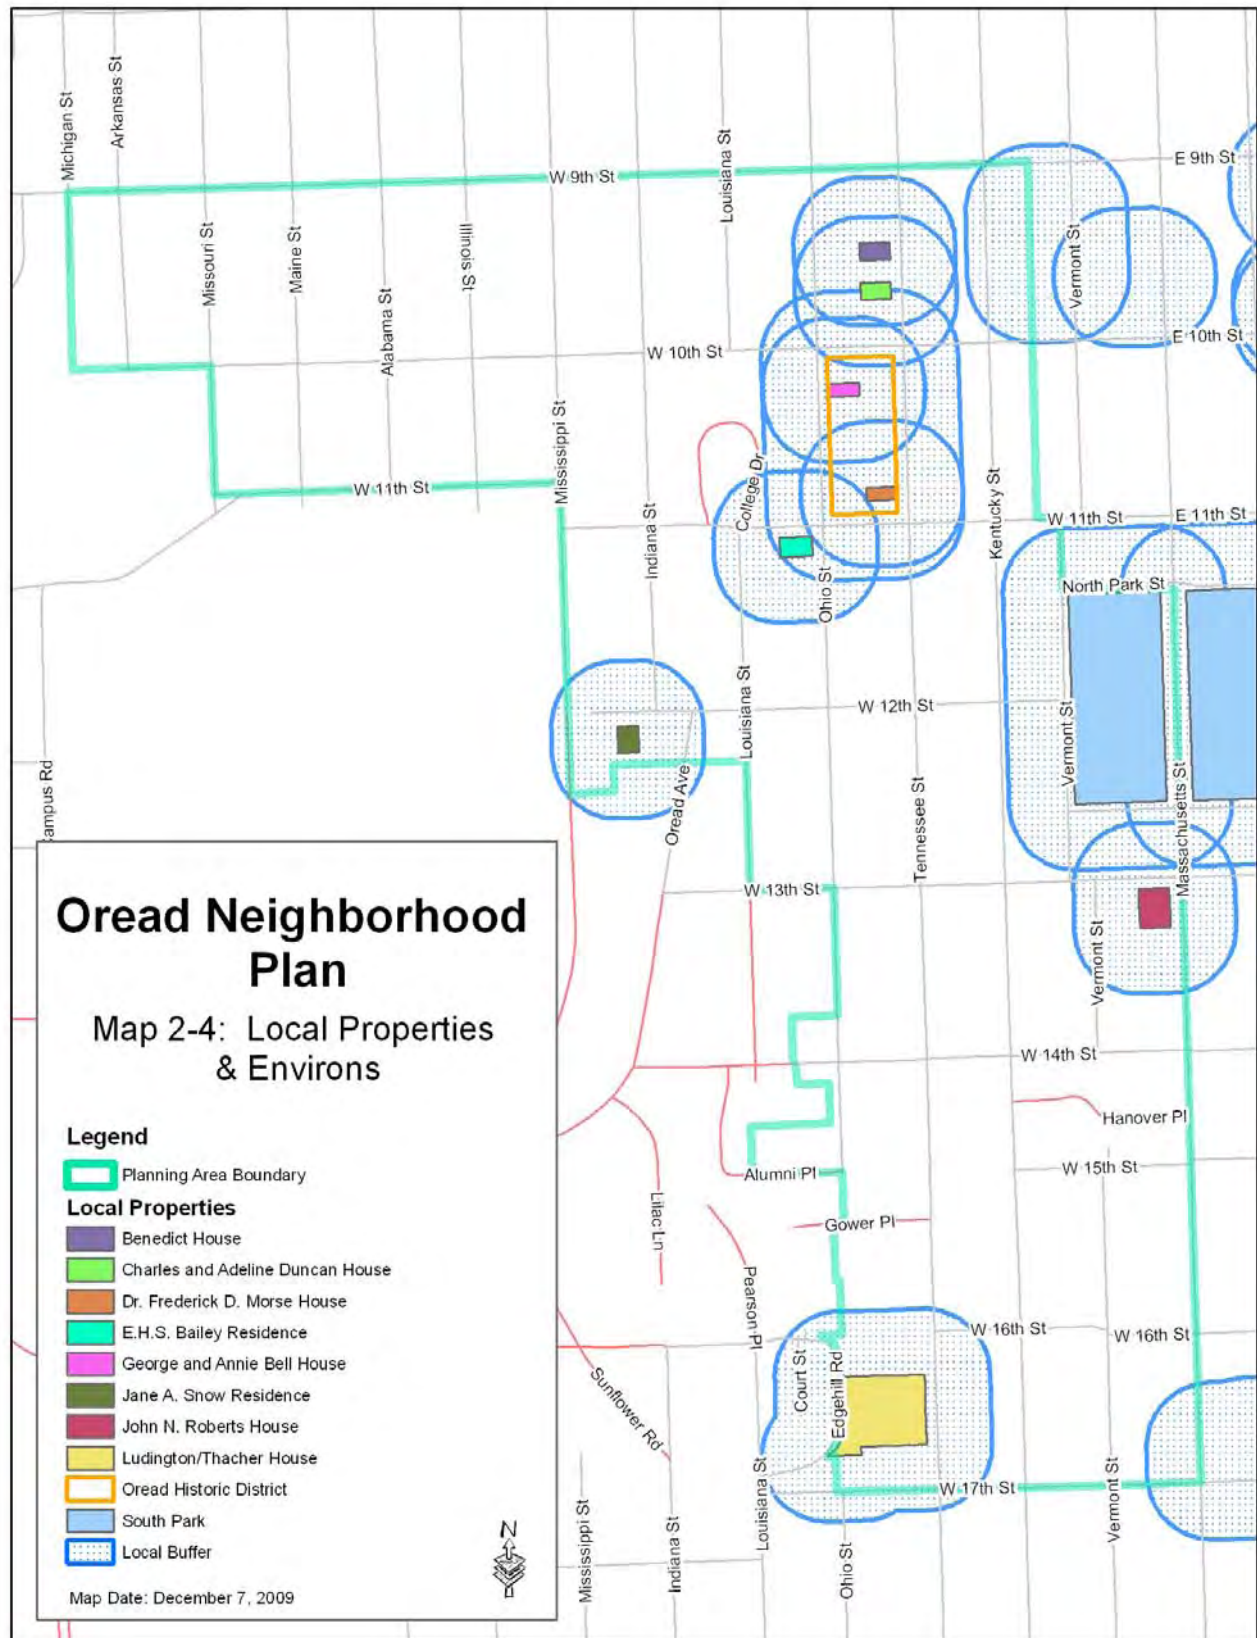 Michigan St
Arkansas St
Louisiana St
E 9th St
W 9th St
Missouri St
Maine St
Illinois St
Vermont St
Alabama St
W 10th St
E 10th St
Mississippi St
W 11th St
College Dr
Kentucky St
W 11th St
E 11th St
Indiana St
Ohio St
North Park St
Louisiana St
W 12th St
Vermont St
Oread Ave
Tennessee St
Massachusetts St
ampus Rd
W 13th St
Vermont St
W 14th St
Hanover Pl
W 15th St
Alumni Pl
Lilac Ln
Gower Pl
Pearson Pl
W 16th St
W 16th St
Court St
Edgehill Rd
Sunflower Rd
W 17th St
Louisiana St
Vermont St
Mississippi St
Indiana St
Ohio St
Oread Neighborhood
Plan
Map 2-4: Local Properties
& Environs
Legend
Planning Area Boundary
Local Properties
Benedict House
Charles and Adeline Duncan House
Dr. Frederick D. Morse House
E.H.S. Bailey Residence
George and Annie Bell House
Jane A. Snow Residence
John N. Roberts House
Ludington/Thacher House
Oread Historic District
South Park
Local Buffer
N
Map Date: December 7, 2009